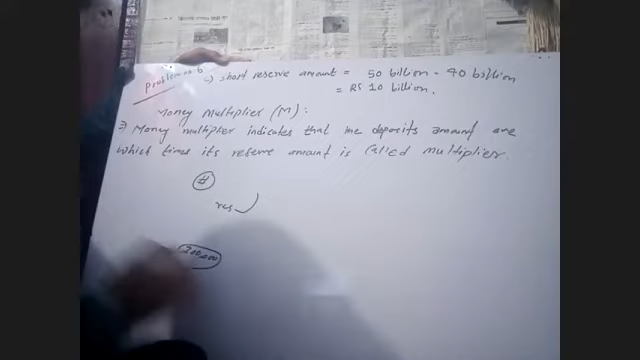 Problem no. 6
→ short reserve amount = 50 billion - 40 billion
= RS 10 billion.
Money Multiplier (M) :
⇒ Money multiplier indicates that the deposits amount are
which times its reserve amount is called multiplier.
#
res